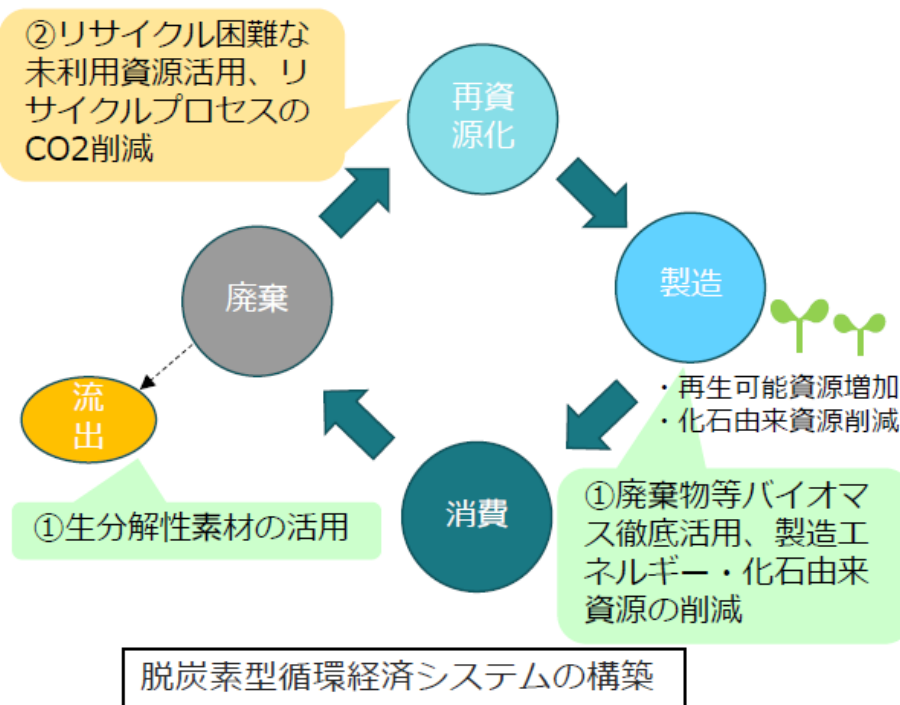 ②リサイクル困難な
未利用資源活用、リ
サイクルプロセスの
CO2削減
再資
源化
廃棄
製造
流
出
・再生可能資源増加
・化石由来資源削減
①生分解性素材の活用
消費
①廃棄物等バイオマ
ス徹底活用、製造エ
ネルギー・化石由来
資源の削減
脱炭素型循環経済システムの構築